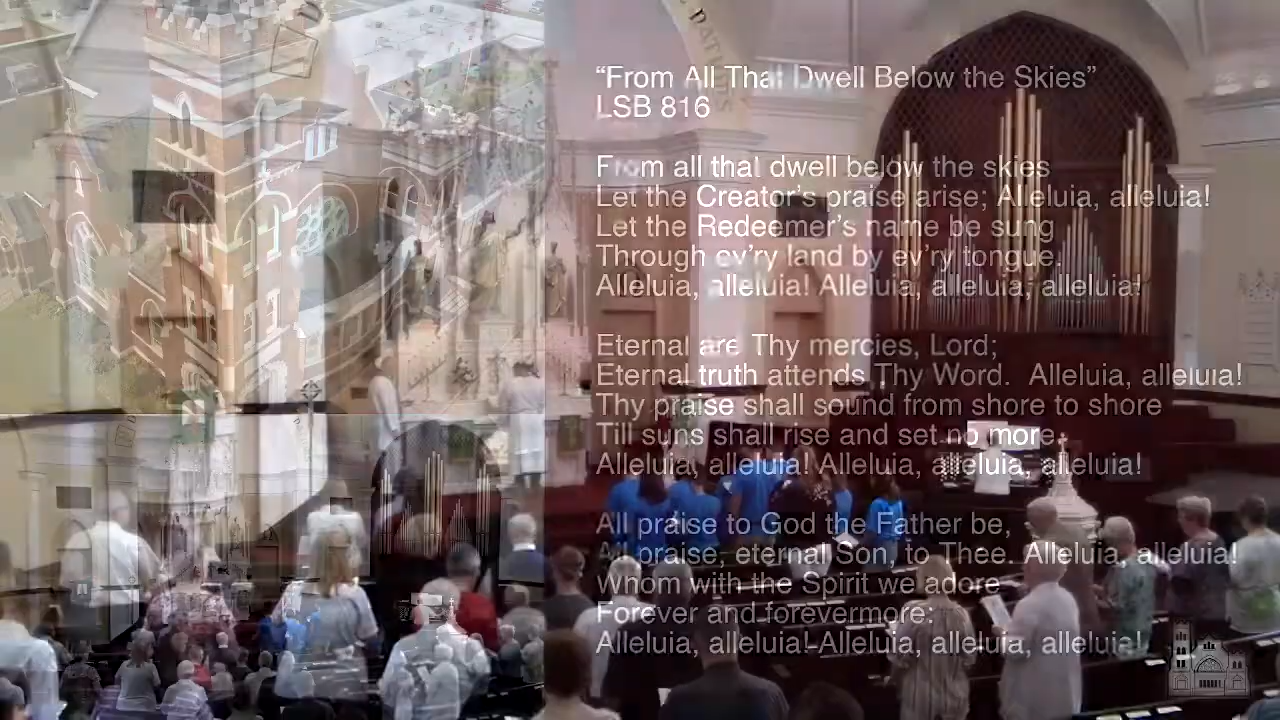 “From All That Dwell Below the Skies”
LSB 816
From all that dwell below the skies
Let the Creator’s praise arise; Alleluia, alleluia!
Let the Redeemer’s name be sung
Through ev’ry land by ev’ry tongue.
Alleluia, alleluia! Alleluia, alleluia, alleluia!
Eternal are Thy mercies, Lord;
Eternal truth attends Thy Word.  Alleluia, alleluia!
Thy praise shall sound from shore to shore
Till suns shall rise and set no more.
Alleluia, alleluia! Alleluia, alleluia, alleluia!
All praise to God the Father be,
All praise, eternal Son, to Thee. Alleluia, alleluia!
Whom with the Spirit we adore
Forever and forevermore:
Alleluia, alleluia! Alleluia, alleluia, alleluia!